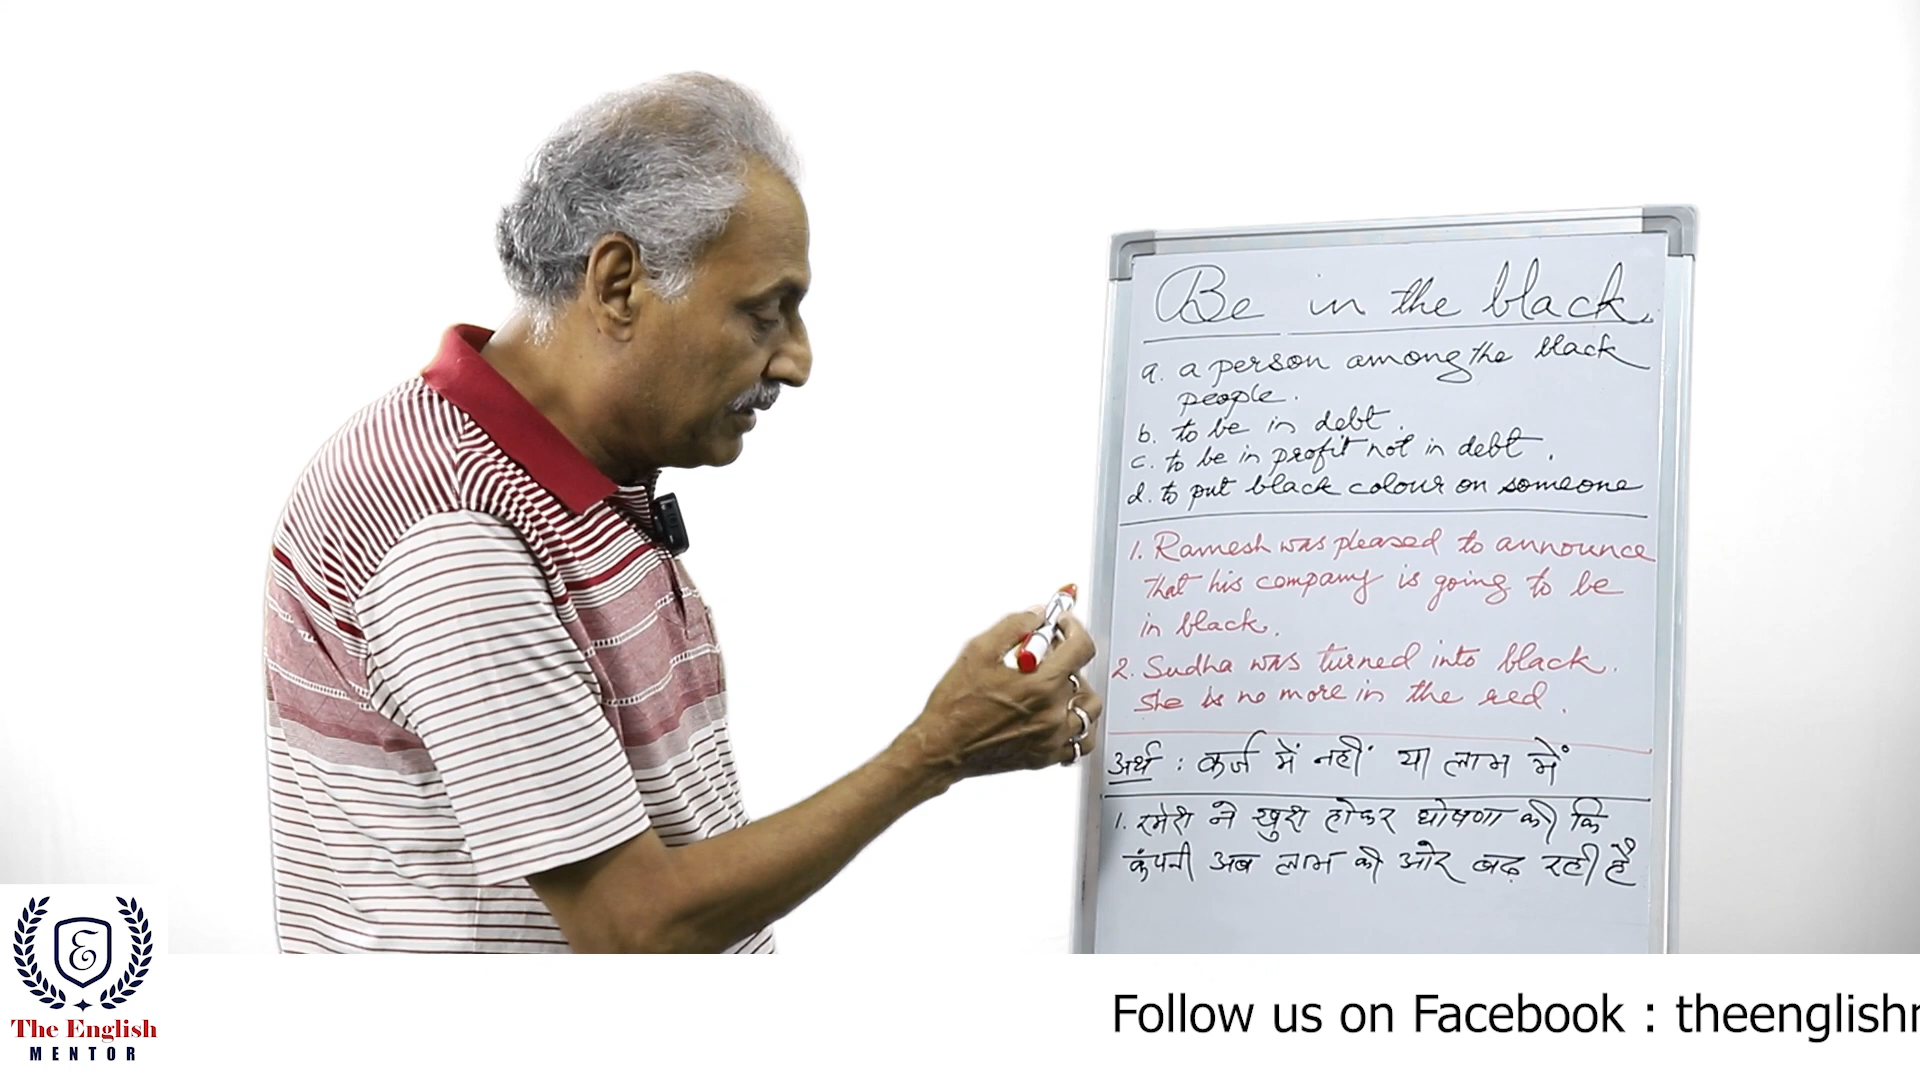 Be in the black.
a. a person among the black
people.
b. to be in debt.
c. to be in profit not in debt.
d. to put black colour on someone
1. Ramesh was pleased to announce
that his company is going to be
in black.
2. Sudha was turned into black.
She is no more in the red.
अर्थ : कर्ज में नहीं या लाभ में
1. रमेश ने खुश होकर घोषणा की कि
कंपनी अब लाभ की ओर बढ़ रही है
E
The English
MENTOR
Follow us on Facebook : theenglish